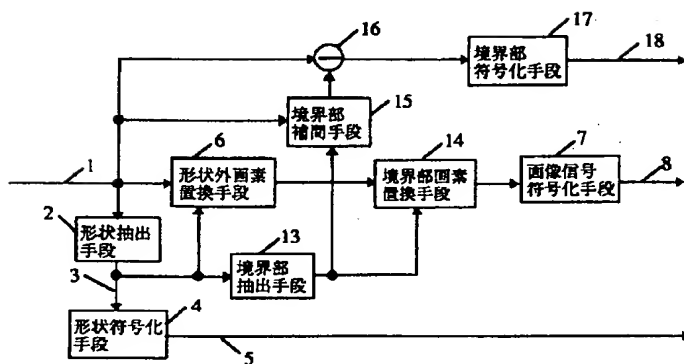 16
17
境界部
符号化手段
18
境界部
補間手段
15
6
14
7
1
形状外画素
置換手段
境界部画素
置換手段
画像信号
符号化手段
8
2
形状抽出
手段
13
3
境界部
抽出手段
4
形状符号化
手段
5